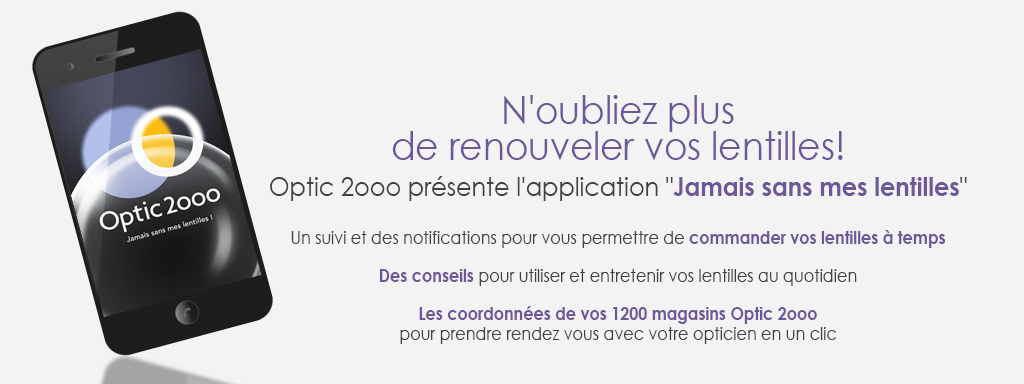 N'oubliez plus
de renouveler vos lentilles!
Optic 2ooo présente l'application "Jamais sans mes lentilles"
Un suivi et des notifications pour vous permettre de commander vos lentilles à temps
Des conseils pour utiliser et entretenir vos lentilles au quotidien
Les coordonnées de vos 1200 magasins Optic 2ooo
pour prendre rendez vous avec votre opticien en un clic
Optic 2ooo
Jamais sans mes lentilles !